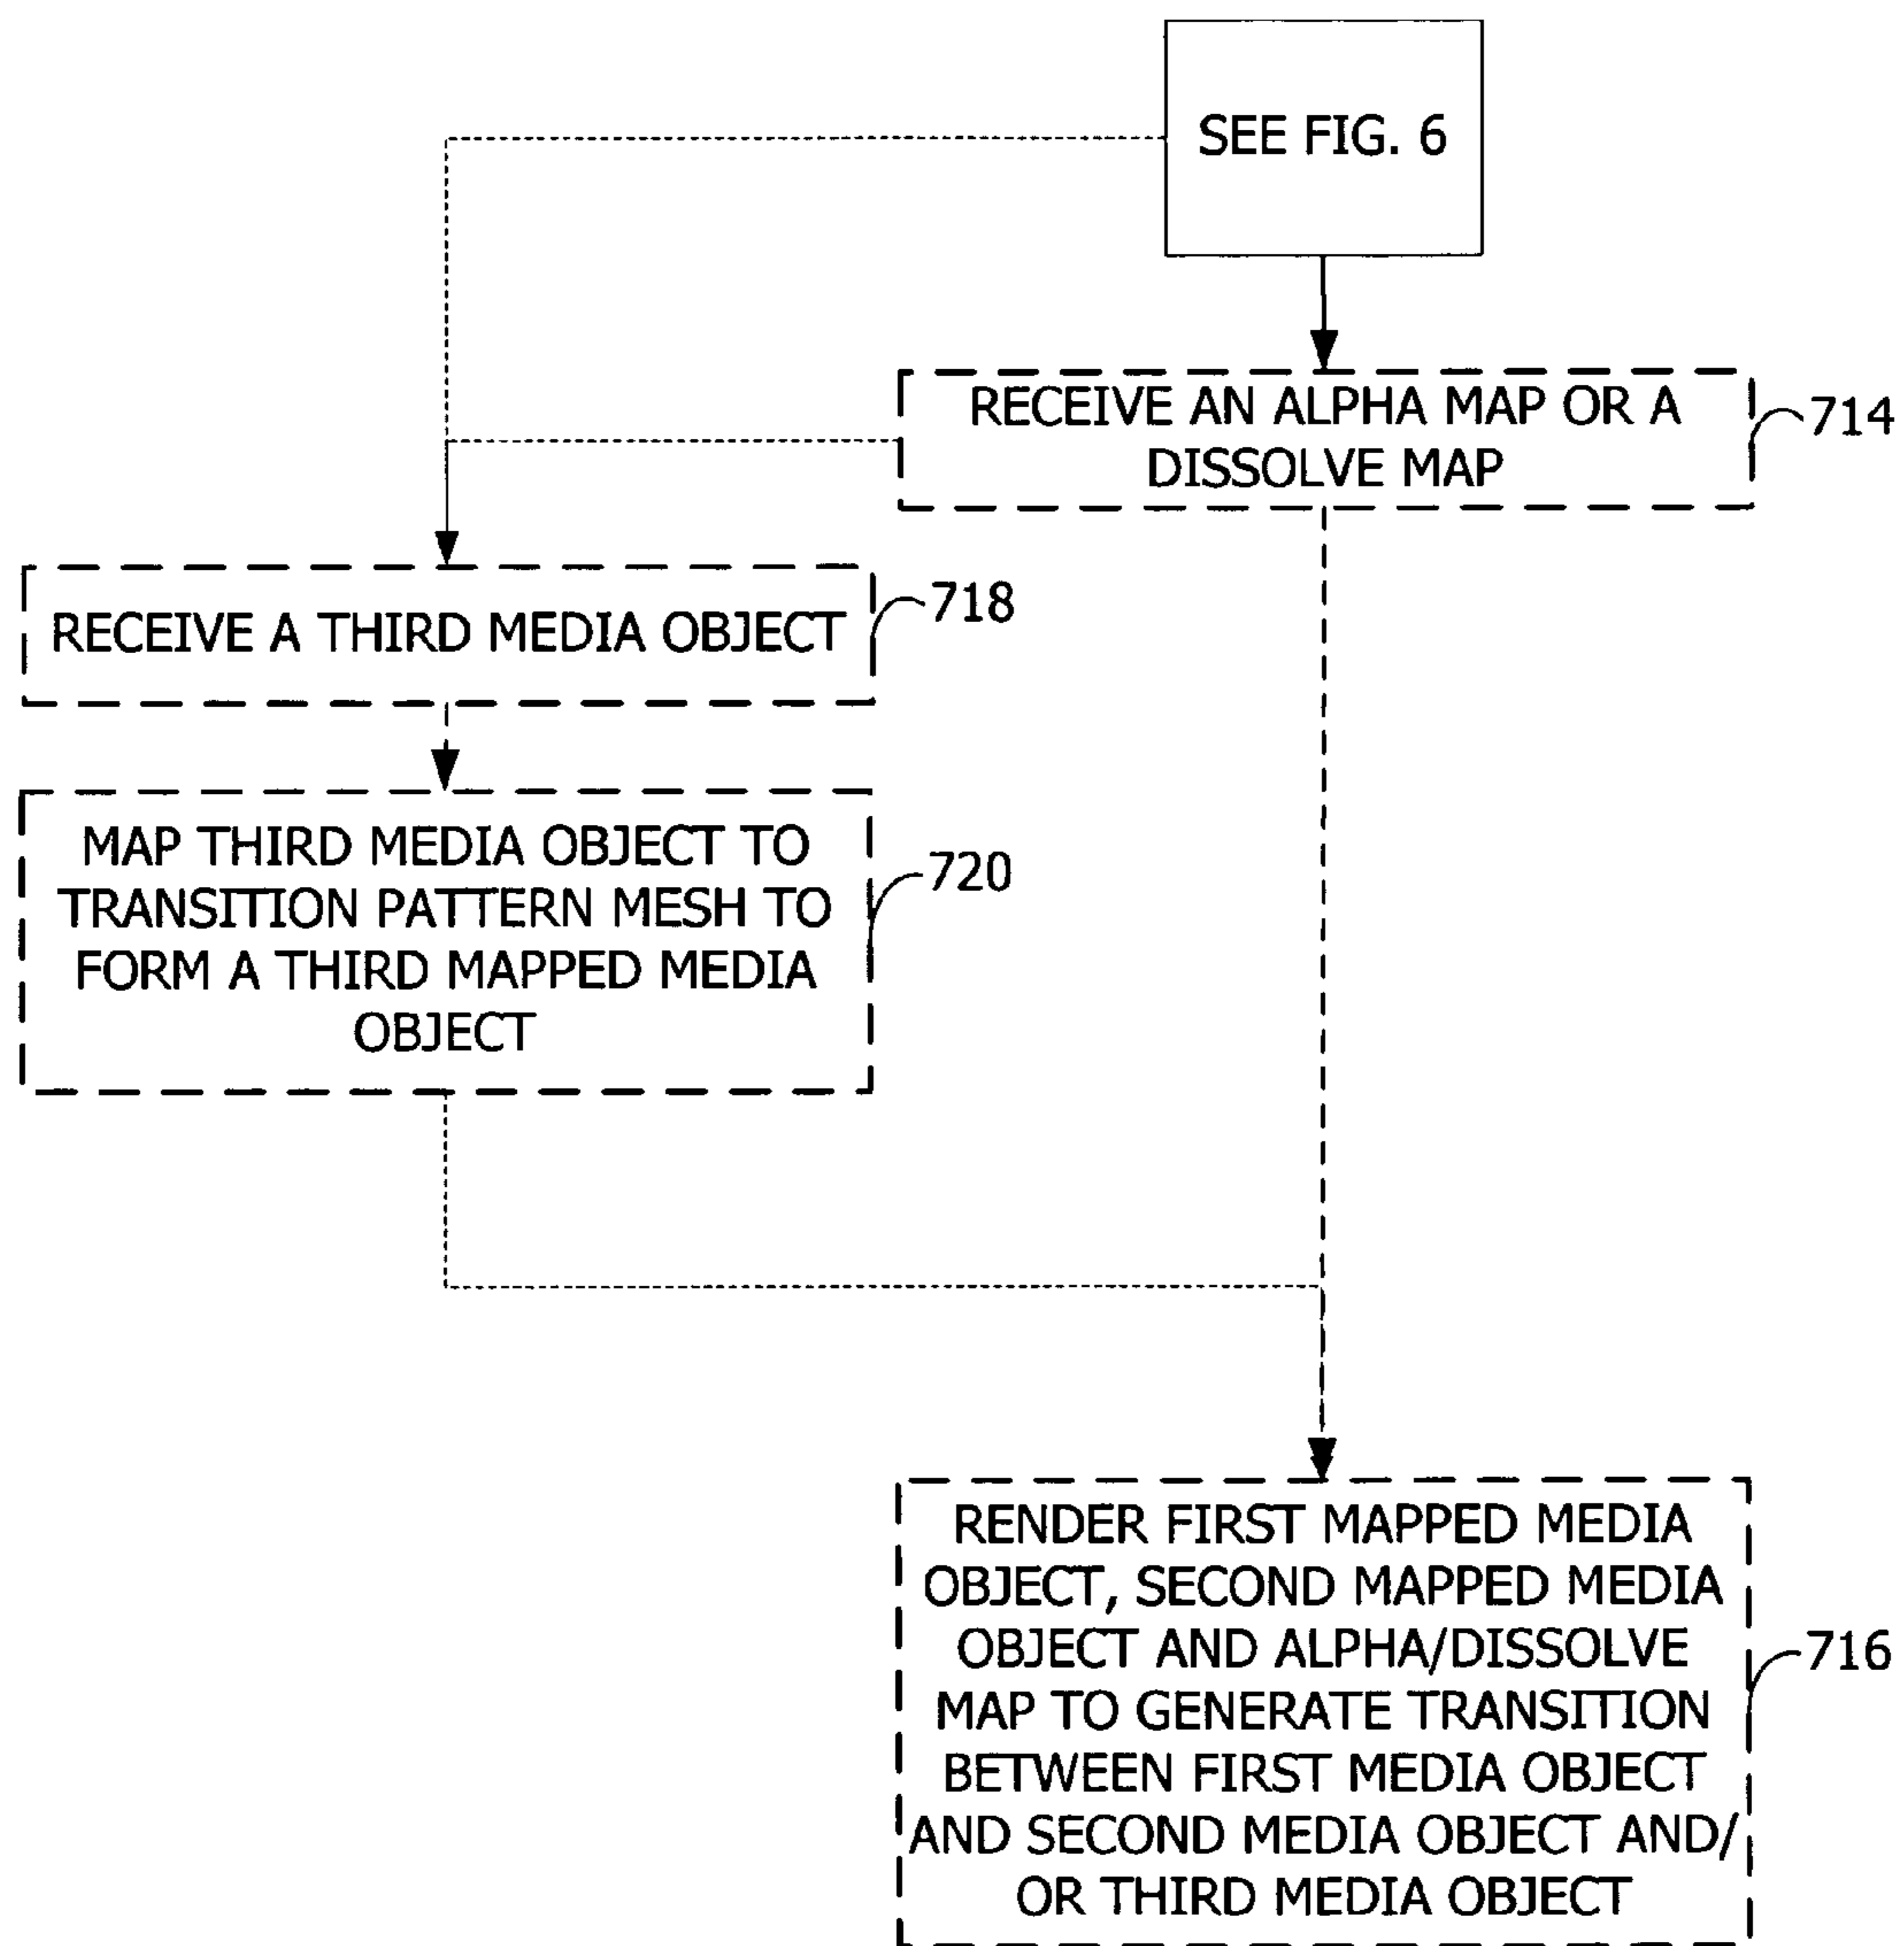 SEE FIG. 6
RECEIVE AN ALPHA MAP OR A
DISSOLVE MAP
714
RECEIVE A THIRD MEDIA OBJECT
718
MAP THIRD MEDIA OBJECT TO
TRANSITION PATTERN MESH TO
FORM A THIRD MAPPED MEDIA
OBJECT
720
RENDER FIRST MAPPED MEDIA
OBJECT, SECOND MAPPED MEDIA
OBJECT AND ALPHA/DISSOLVE
MAP TO GENERATE TRANSITION
BETWEEN FIRST MEDIA OBJECT
AND SECOND MEDIA OBJECT AND/
OR THIRD MEDIA OBJECT
716